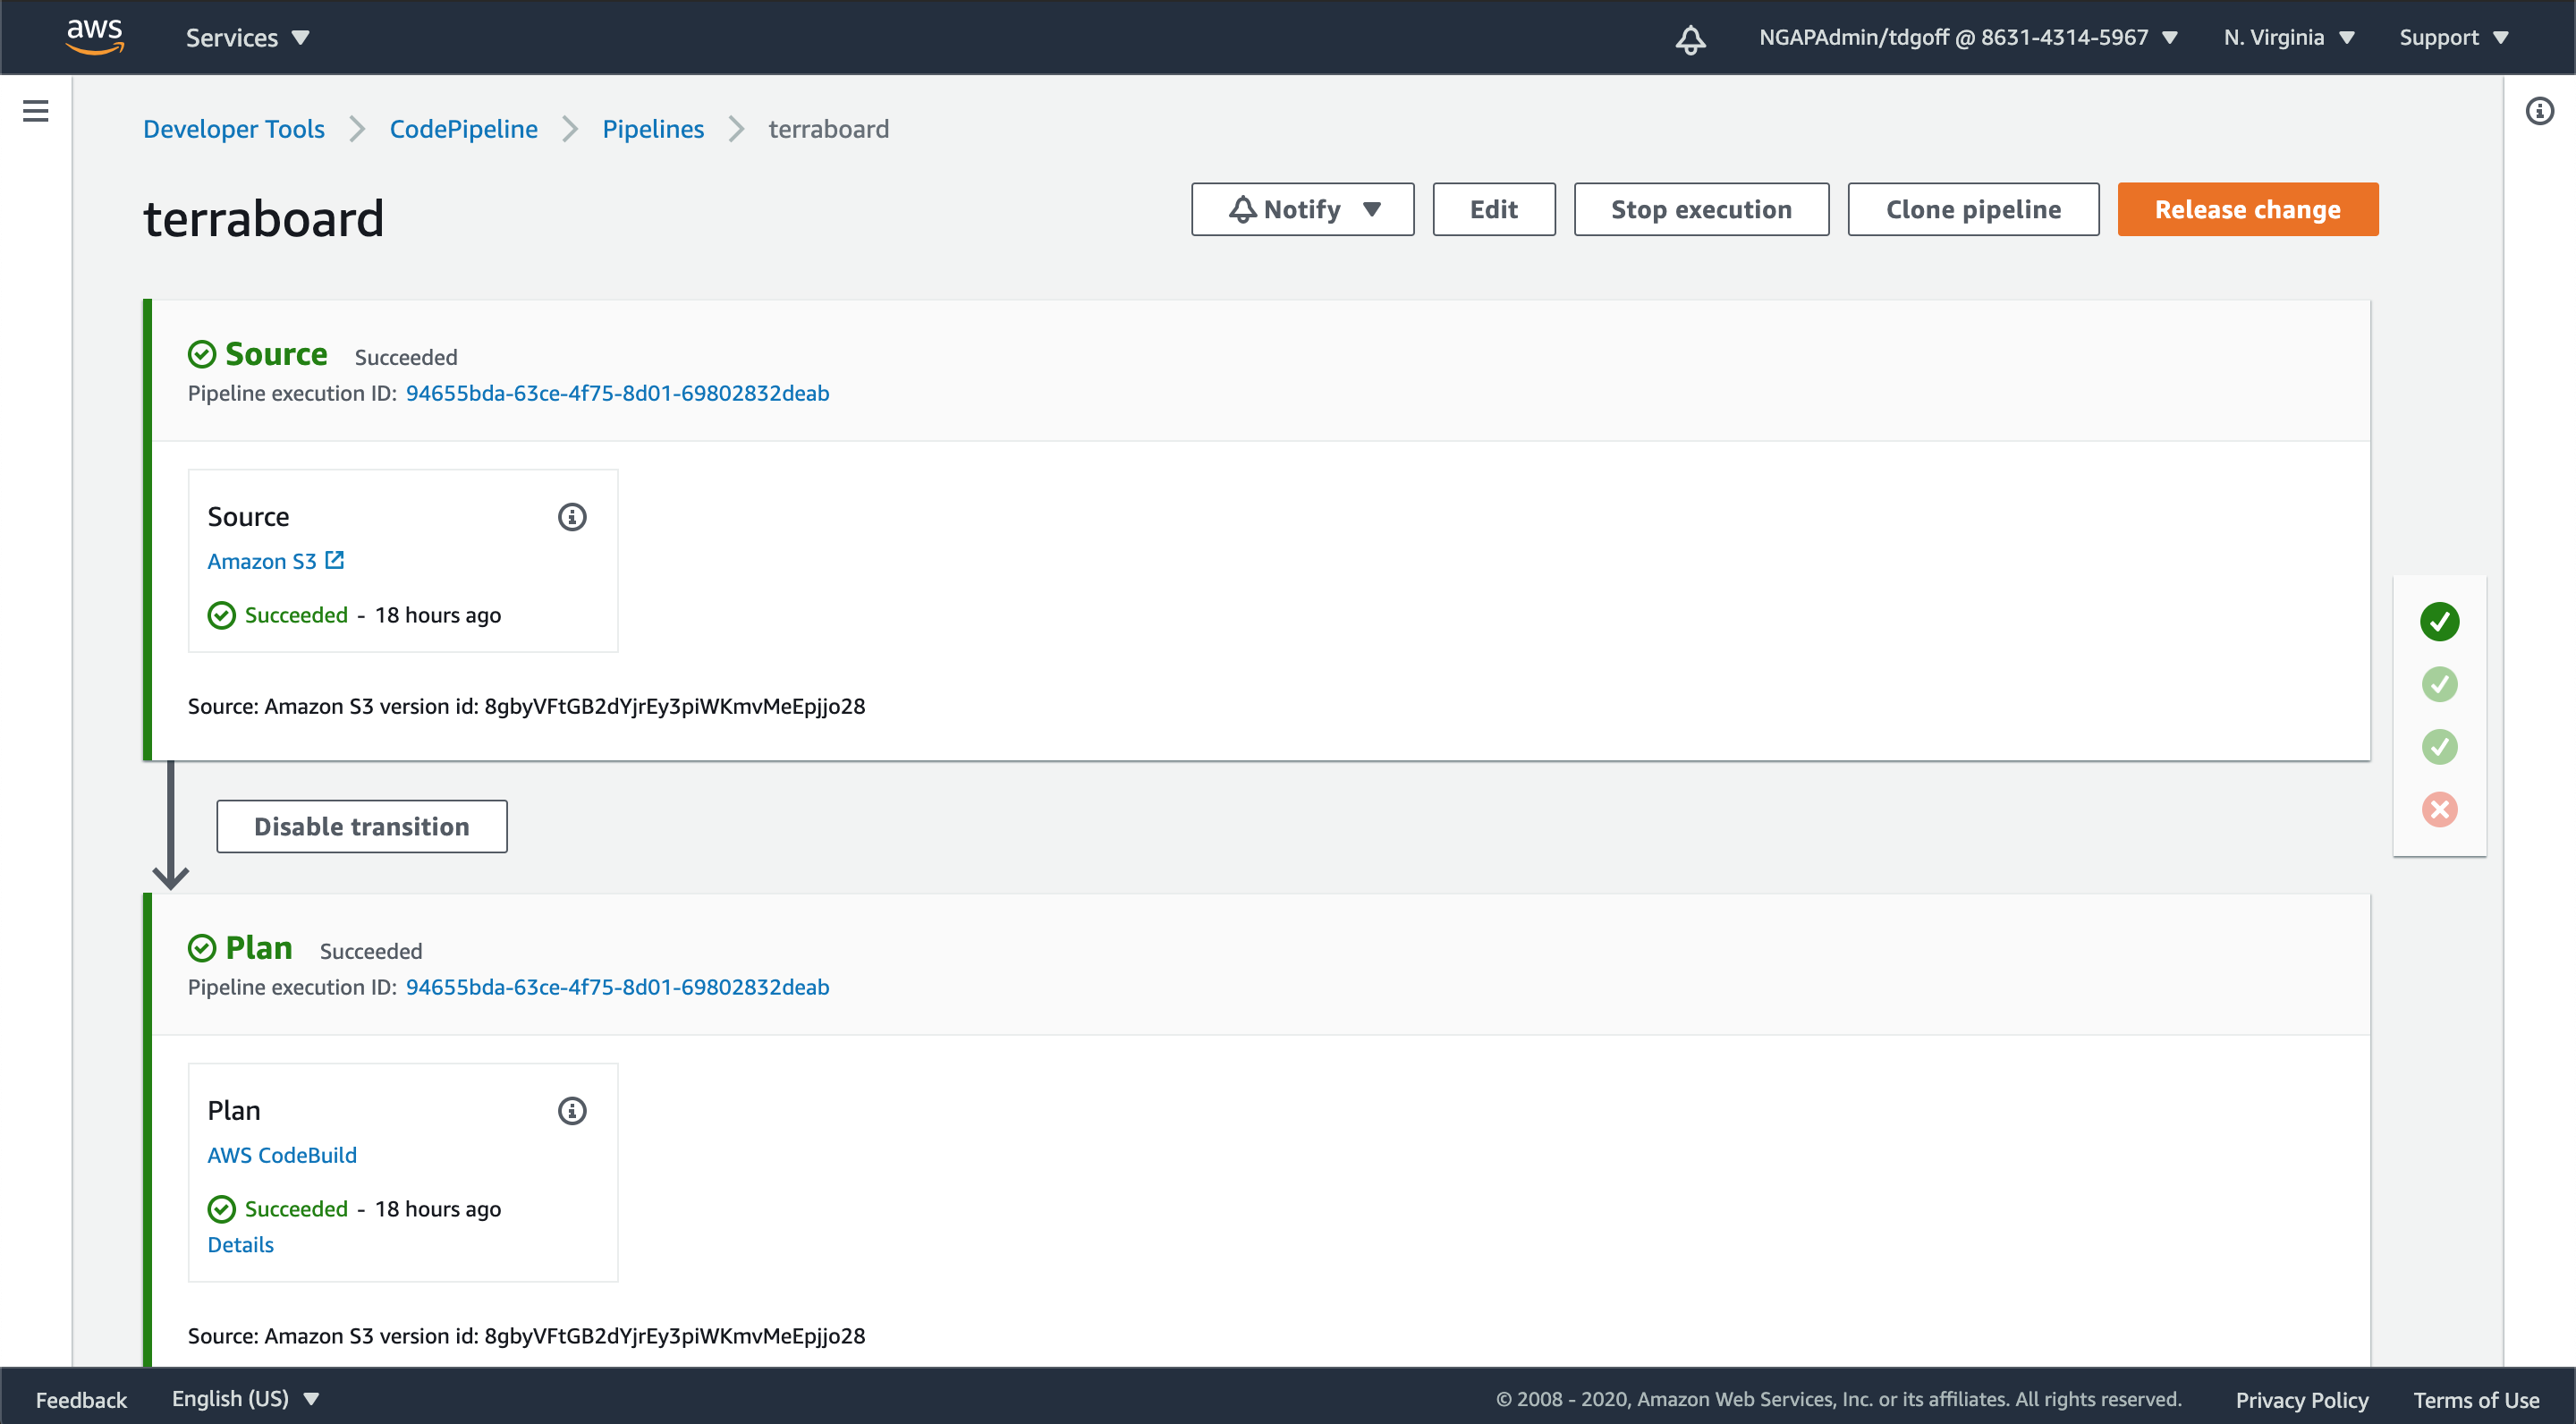 aws
Services
NGAPAdmin/tdgoff @ 8631-4314-5967
N. Virginia
Support
Developer Tools
CodePipeline
Pipelines
terraboard
terraboard
Notify
Edit
Stop execution
Clone pipeline
Release change
Source Succeeded
Pipeline execution ID: 94655bda-63ce-4f75-8d01-69802832deab
Source
Amazon S3
Succeeded - 18 hours ago
Source: Amazon S3 version id: 8gbyVFtGB2dYjrEy3piWKmvMeEpjjo28
Disable transition
Plan Succeeded
Pipeline execution ID: 94655bda-63ce-4f75-8d01-69802832deab
Plan
AWS CodeBuild
Succeeded - 18 hours ago
Details
Source: Amazon S3 version id: 8gbyVFtGB2dYjrEy3piWKmvMeEpjjo28
Feedback
English (US)
© 2008 - 2020, Amazon Web Services, Inc. or its affiliates. All rights reserved.
Privacy Policy
Terms of Use